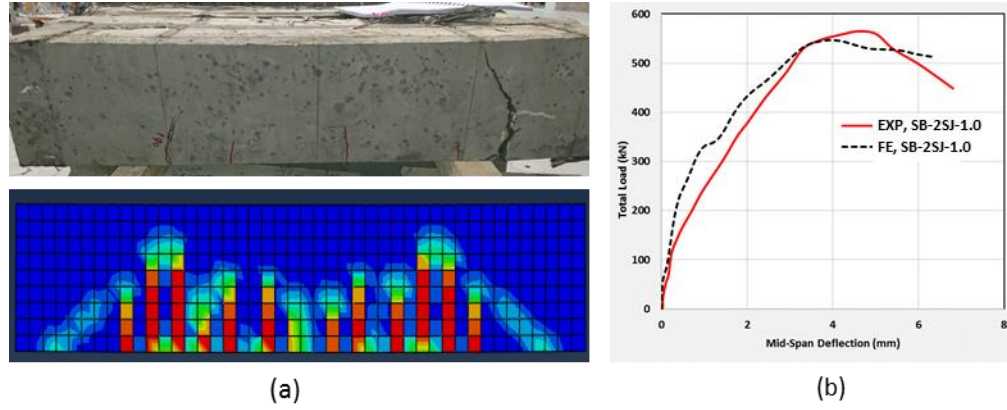 600
500
400
300
200
100
0
Total Load (kN)
EXP, SB-2SJ-1.0
FE, SB-2SJ-1.0
0
2
4
6
8
Mid-Span Deflection (mm)
(a)
(b)